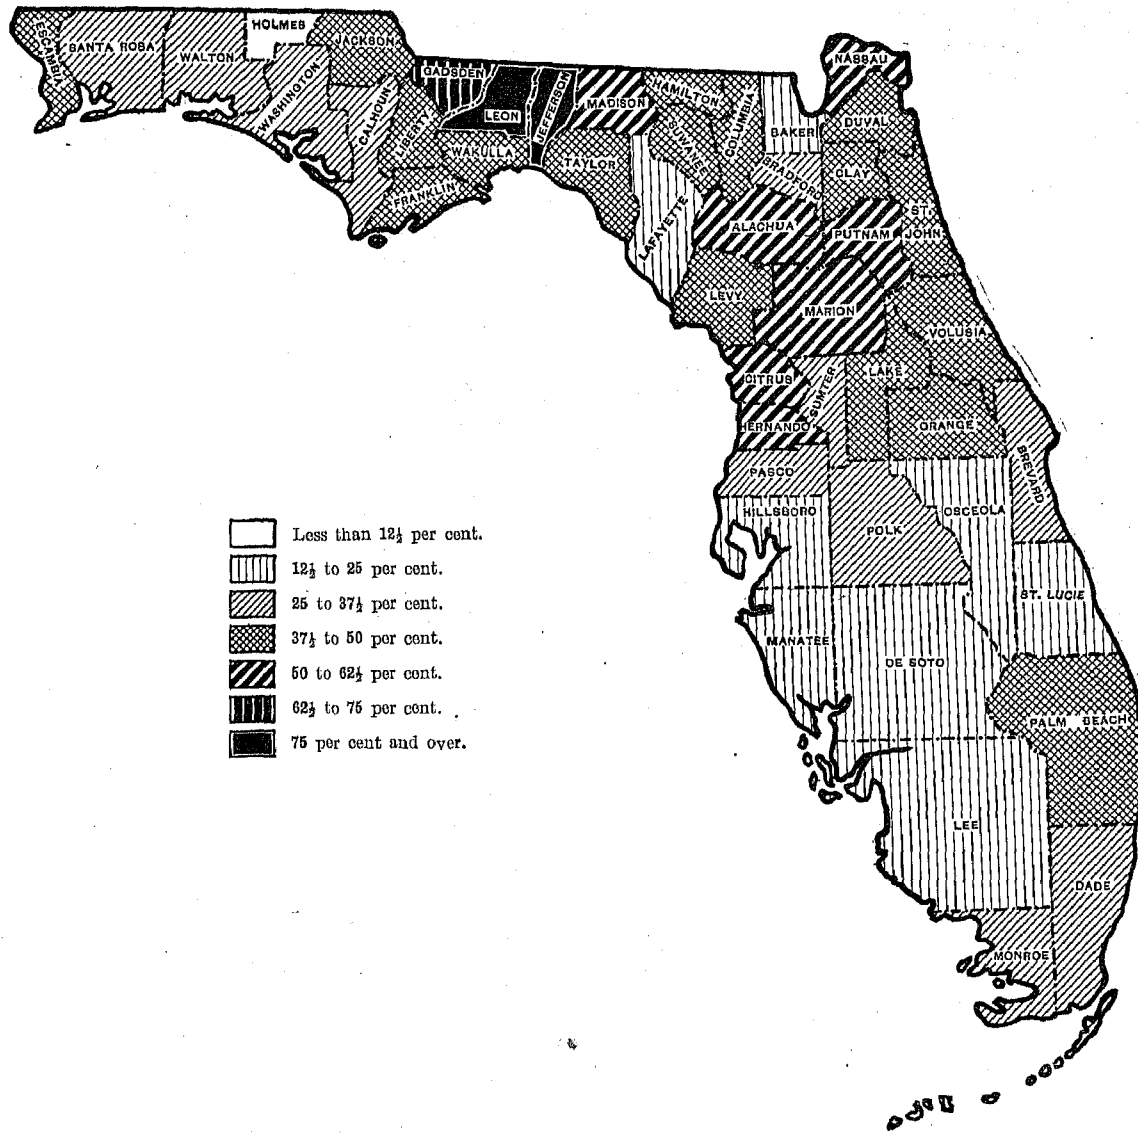 HOLMES
ESCAMBIA
SANTA ROSA
WALTON
JACKSON
WASHINGTON
CALHOUN
GADSDEN
LEON
JEFFERSON
MADISON
HAMILTON
COLUMBIA
NASSAU
BAKER
DUVAL
LIBERTY
WAKULLA
FRANKLIN
TAYLOR
SUWANEE
LAFAYETTE
BRADFORD
CLAY
ST. JOHN
ALACHUA
PUTNAM
LEVY
MARION
VOLUSIA
CITRUS
SUMTER
LAKE
HERNANDO
ORANGE
PASCO
BREVARD
HILLSBORO
POLK
OSCEOLA
ST. LUCIE
MANATEE
DE SOTO
PALM BEACH
LEE
DADE
MONROE
Less than 12½ per cent.
12½ to 25 per cent.
25 to 37½ per cent.
37½ to 50 per cent.
50 to 62½ per cent.
62½ to 75 per cent.
75 per cent and over.